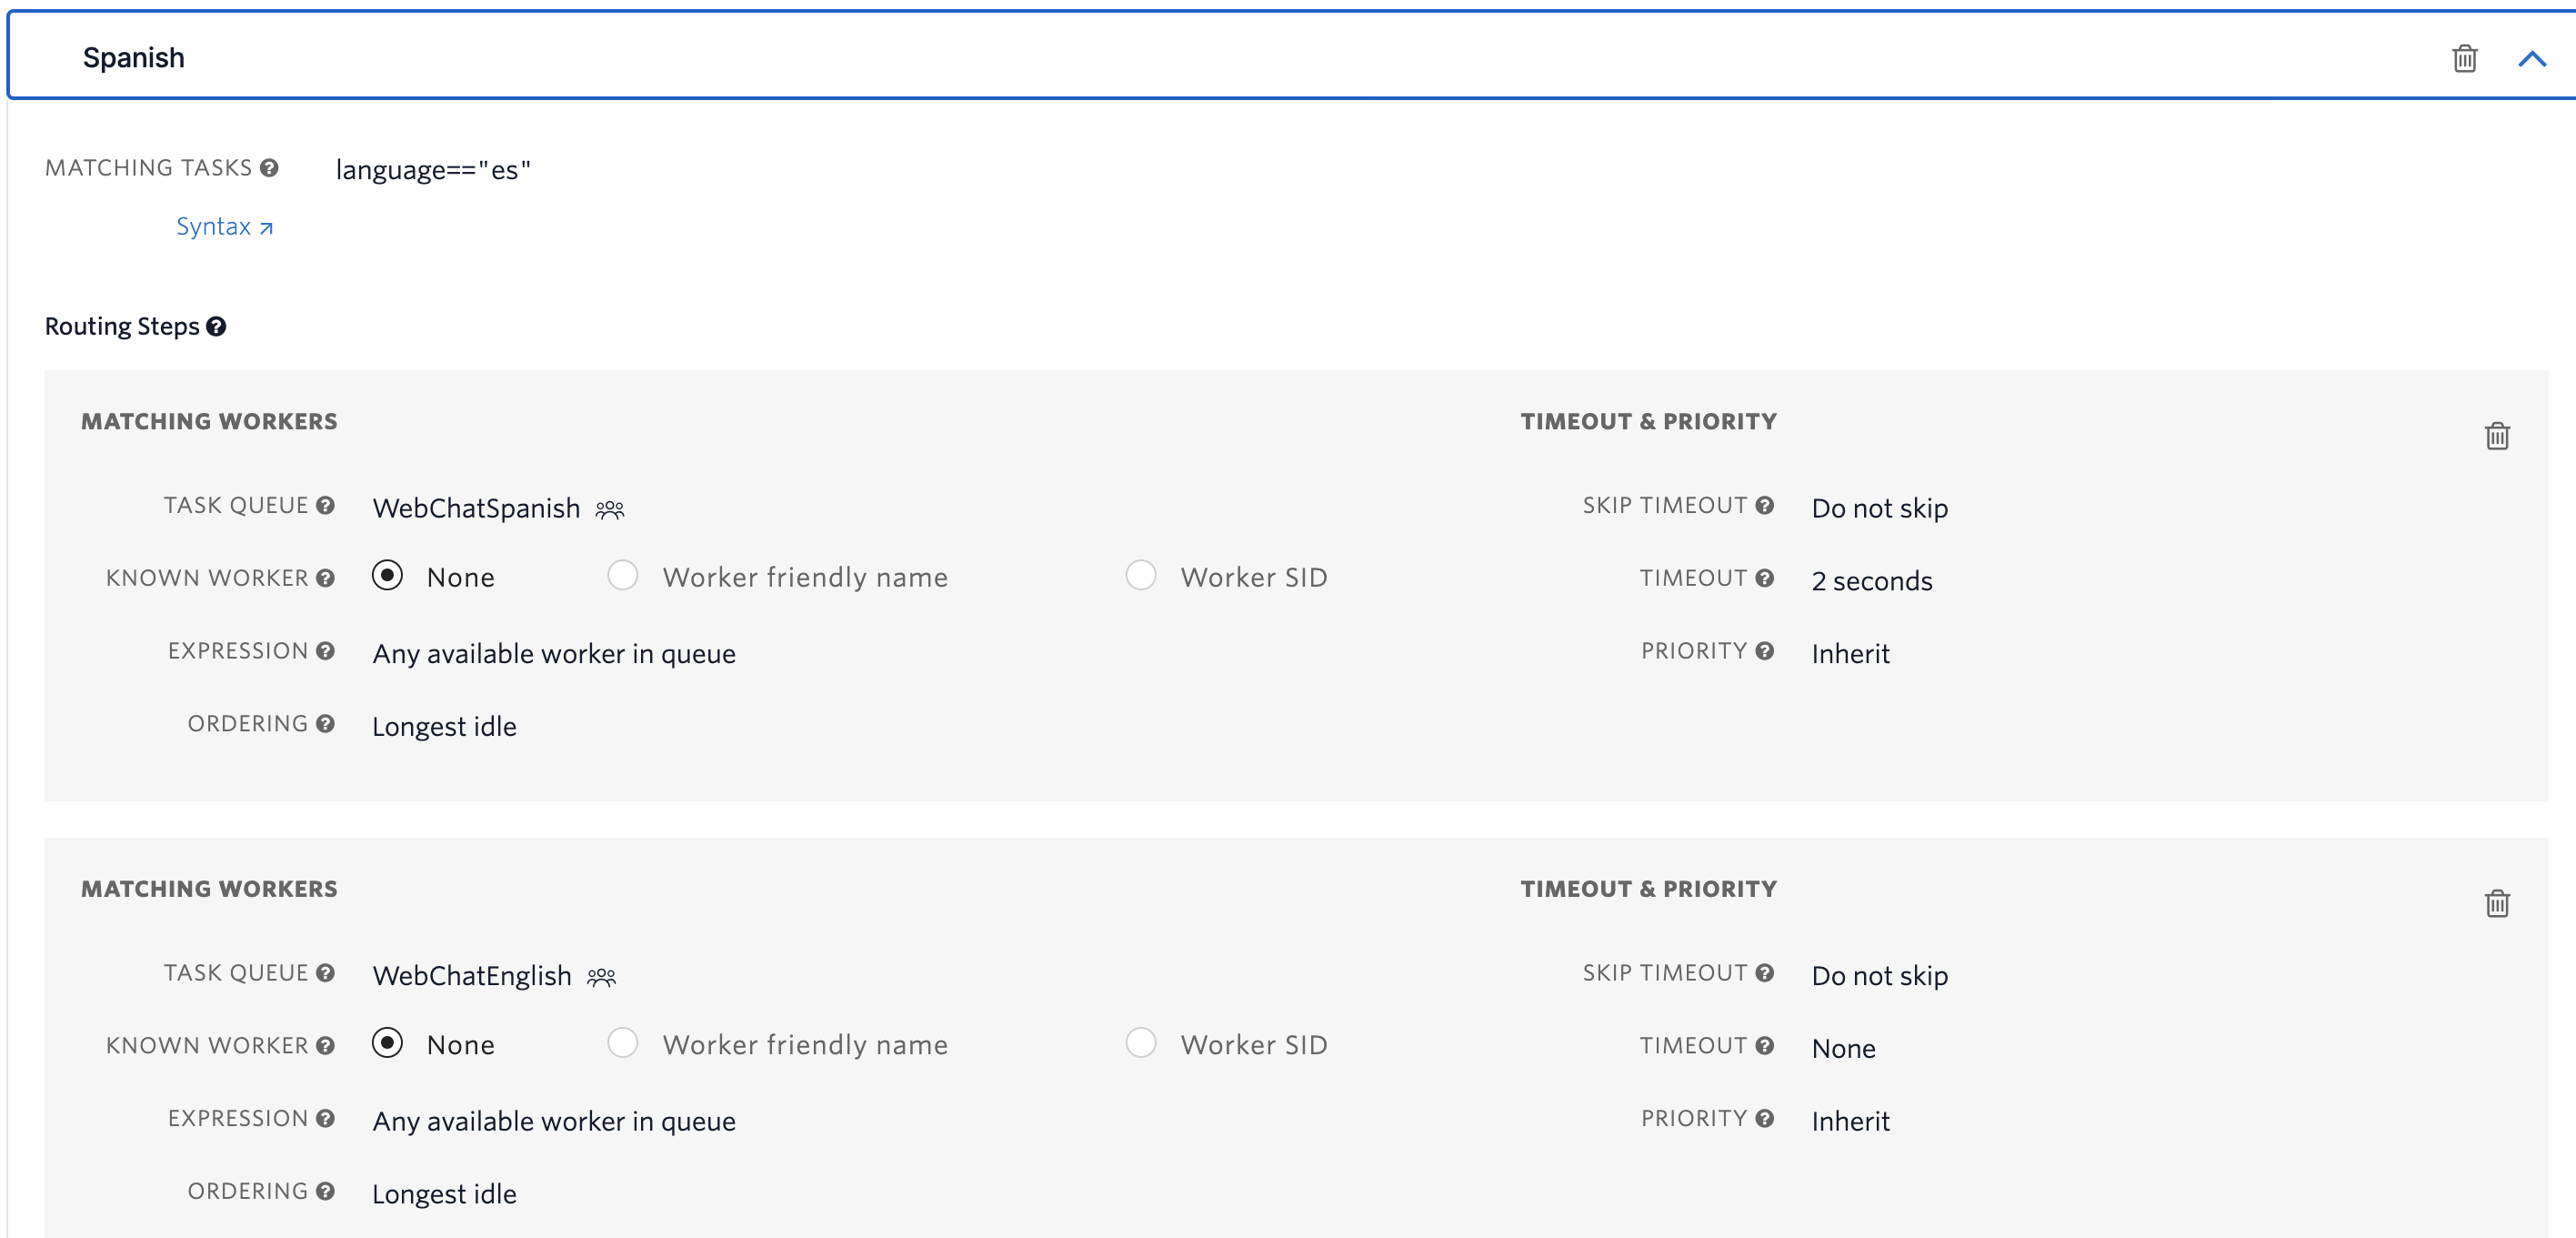 Spanish
MATCHING TASKS language=="es"
Syntax
Routing Steps
MATCHING WORKERS TIMEOUT & PRIORITY
TASK QUEUE WebChatSpanish SKIP TIMEOUT Do not skip
KNOWN WORKER None Worker friendly name Worker SID TIMEOUT 2 seconds
EXPRESSION Any available worker in queue PRIORITY Inherit
ORDERING Longest idle
MATCHING WORKERS TIMEOUT & PRIORITY
TASK QUEUE WebChatEnglish SKIP TIMEOUT Do not skip
KNOWN WORKER None Worker friendly name Worker SID TIMEOUT None
EXPRESSION Any available worker in queue PRIORITY Inherit
ORDERING Longest idle